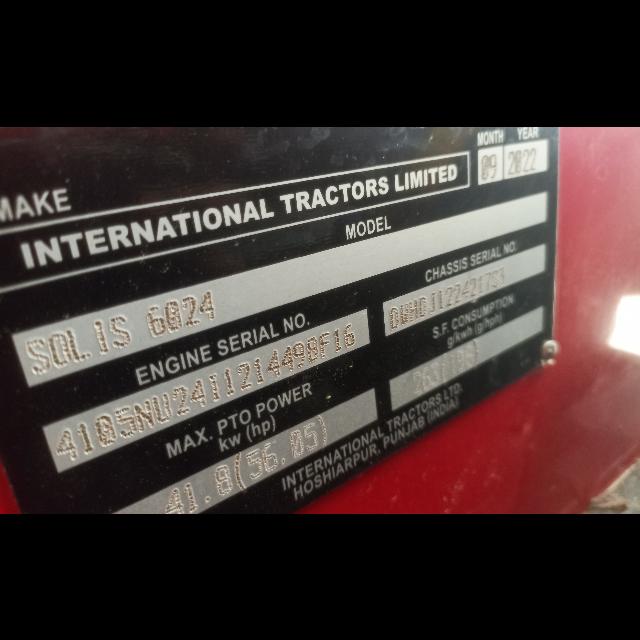 MONTH YEAR
09 2022
MAKE
INTERNATIONAL TRACTORS LIMITED
MODEL
SOLIS 6024
ENGINE SERIAL NO.
4105NU24I1214498F16
CHASSIS SERIAL NO.
MAX. PTO POWER
kW (hp)
41.8(56.05)
S.F. CONSUMPTION
g/kwh (g/hph)
INTERNATIONAL TRACTORS LTD.
HOSHIARPUR, PUNJAB (INDIA)